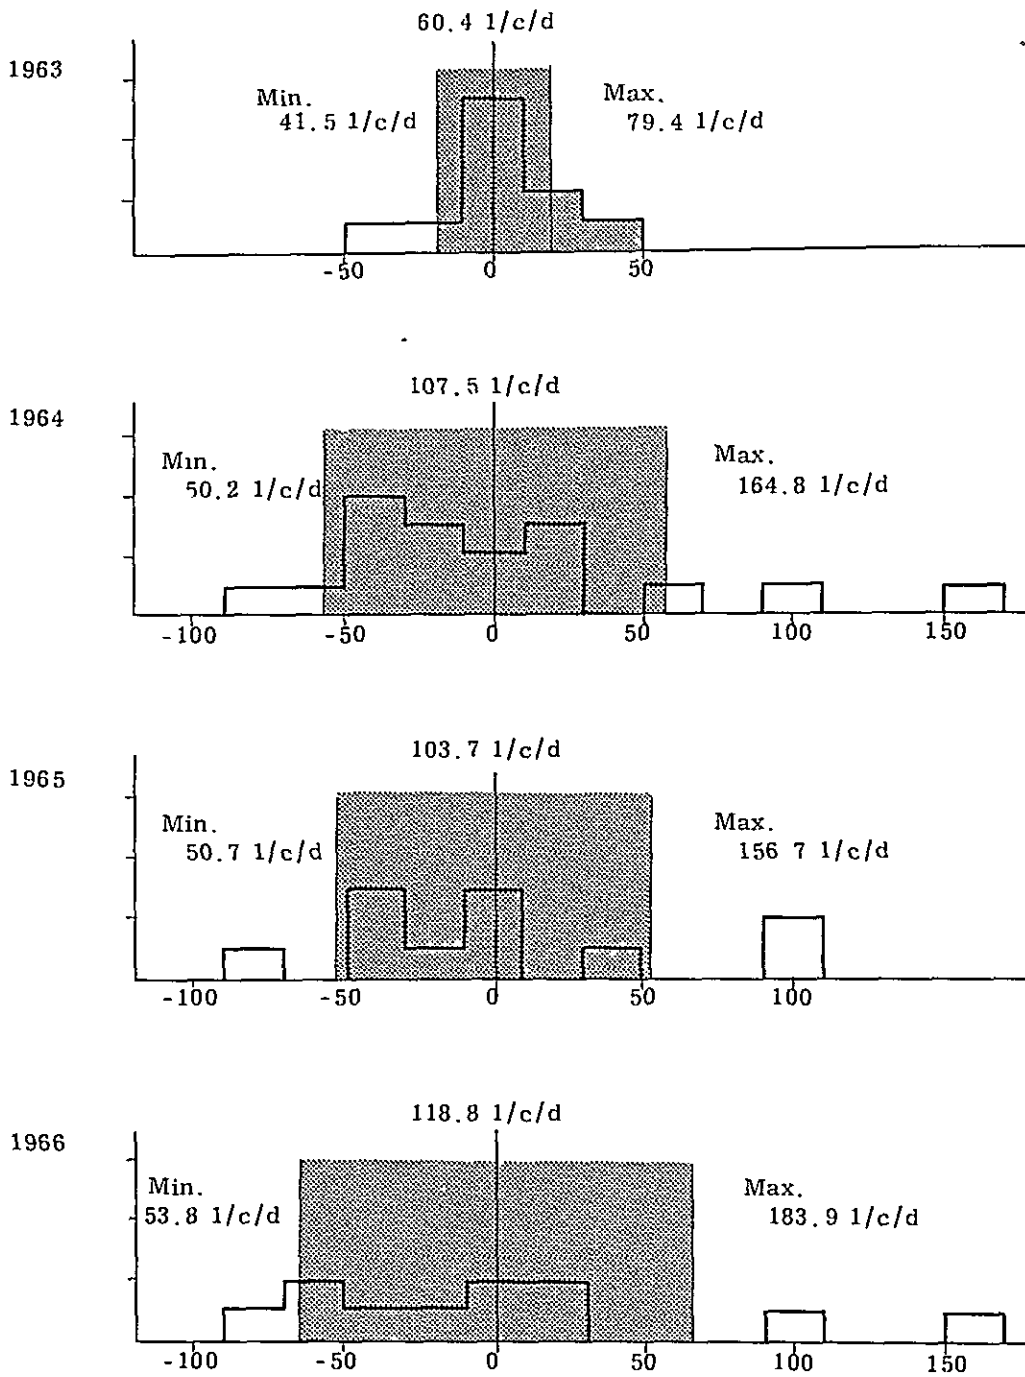 60.4 1/c/d
1963
Min.
41.5 1/c/d
Max.
79.4 1/c/d
-50 0 50
107.5 1/c/d
1964
Min.
50.2 1/c/d
Max.
164.8 1/c/d
-100 -50 0 50 100 150
103.7 1/c/d
1965
Min.
50.7 1/c/d
Max.
156 7 1/c/d
-100 -50 0 50 100
118.8 1/c/d
1966
Min.
53.8 1/c/d
Max.
183.9 1/c/d
-100 -50 0 50 100 150